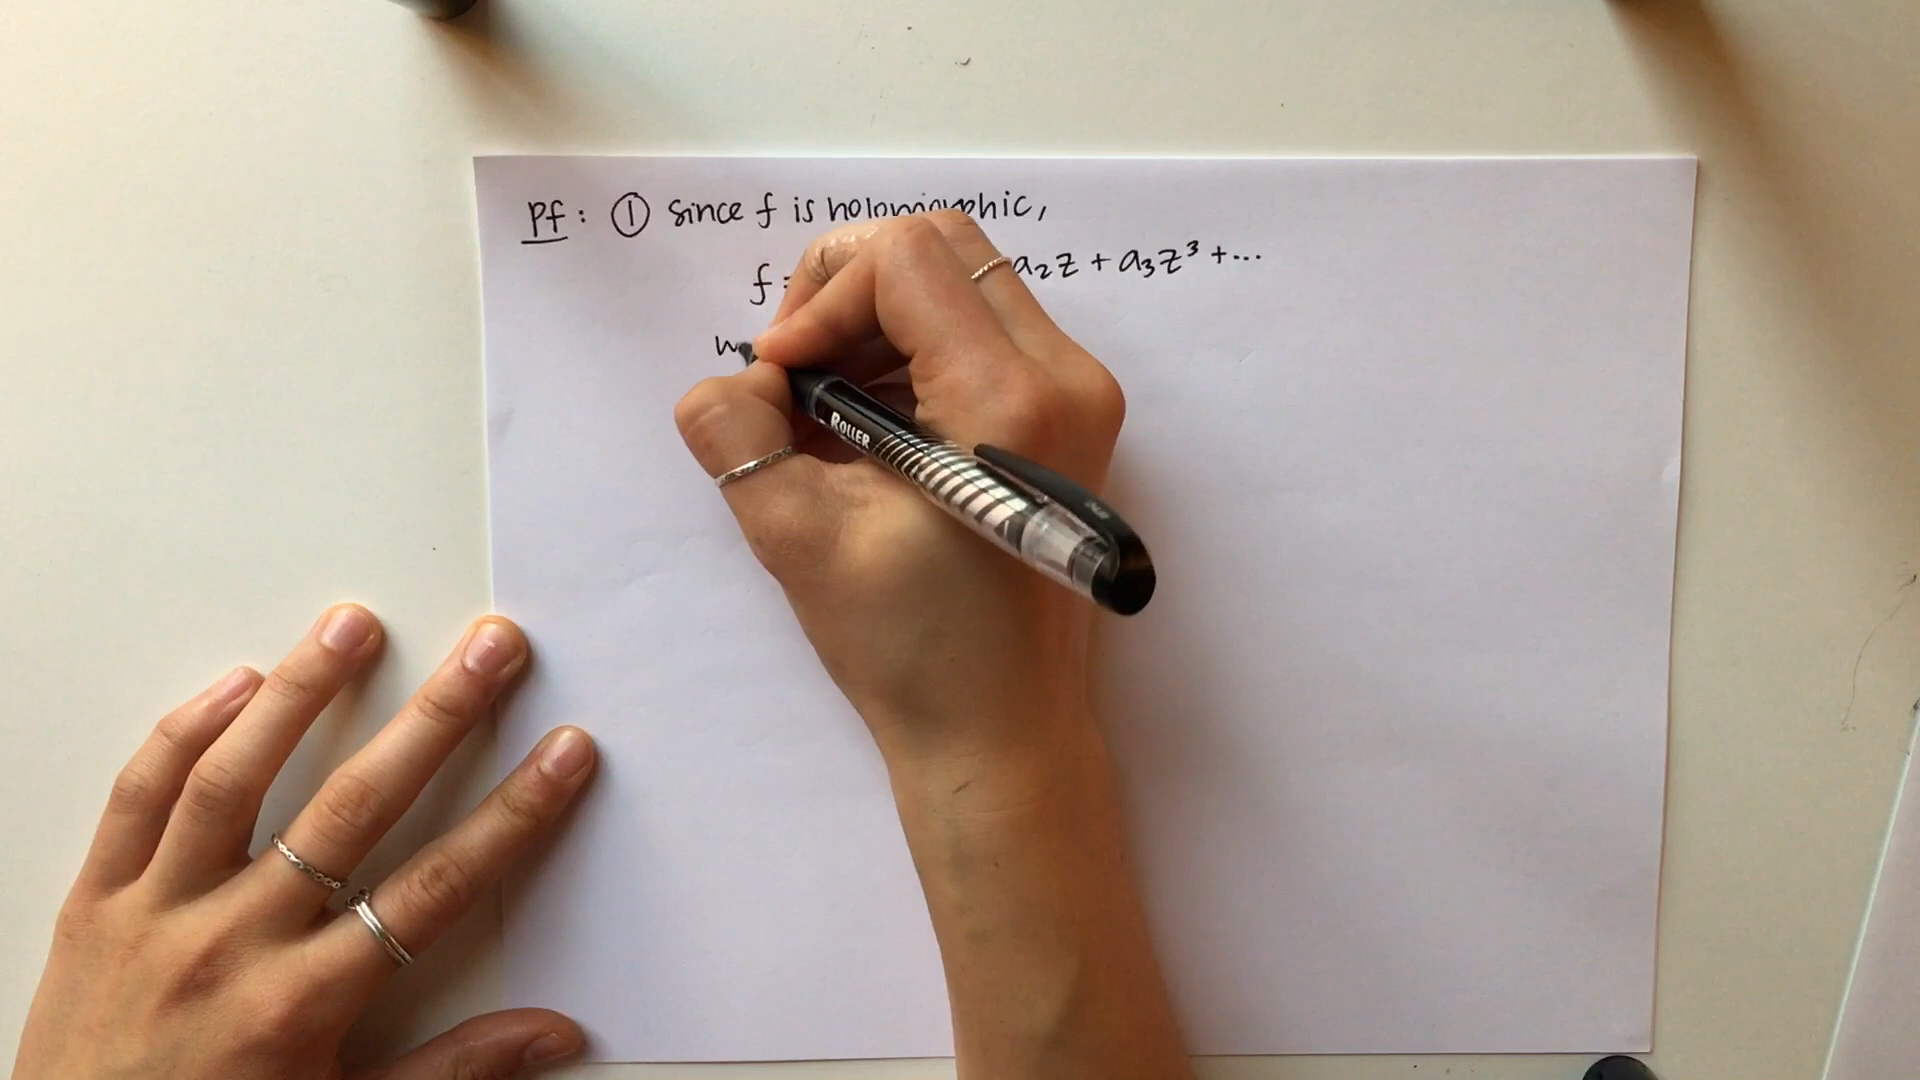 Pf: ① Since f is holomorphic,
f = a₂z + a₃z³ + ...
w
ROLLER